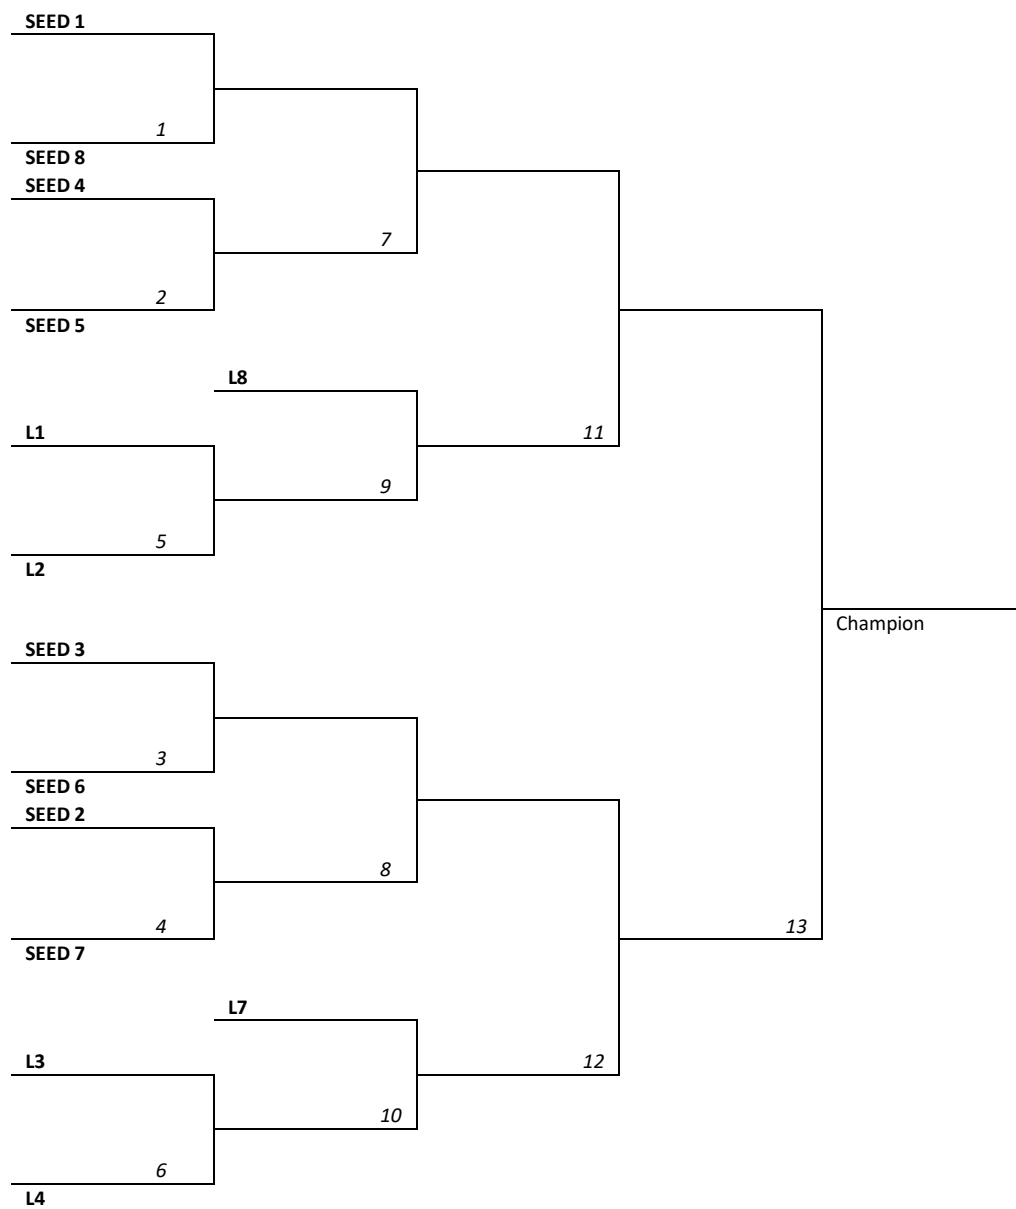 SEED 1
1
SEED 8
SEED 4
7
2
SEED 5
L8
L1
11
9
5
L2
Champion
SEED 3
3
SEED 6
SEED 2
8
4
13
SEED 7
L7
L3
12
10
6
L4